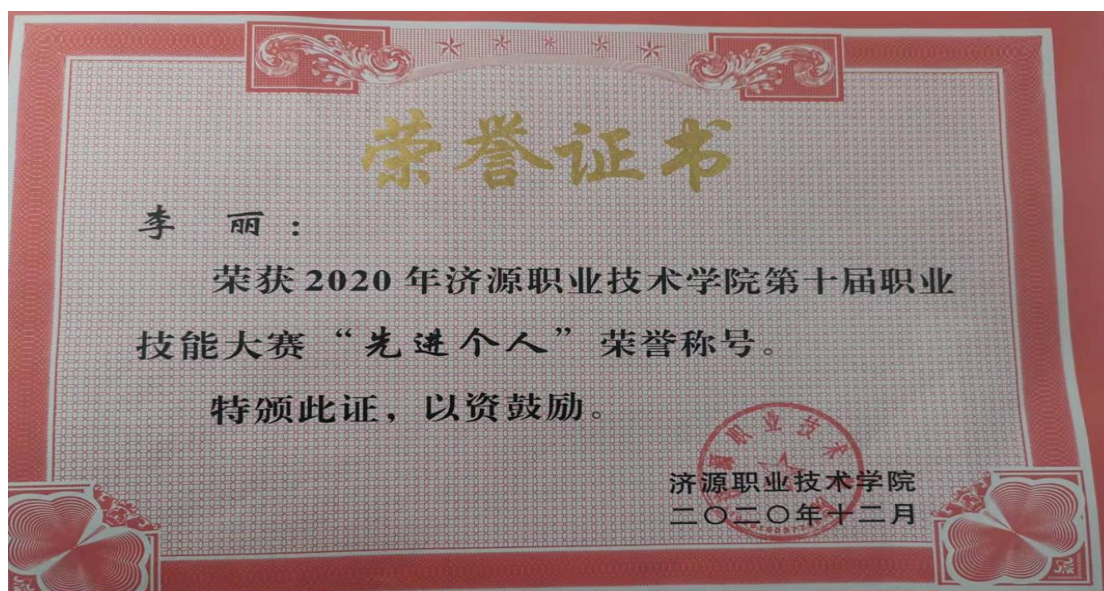 荣誉证书
李 丽：
荣获2020年济源职业技术学院第十届职业
技能大赛“先进个人”荣誉称号。
特颁此证，以资鼓励。
济源职业技术学院
二〇二〇年十二月